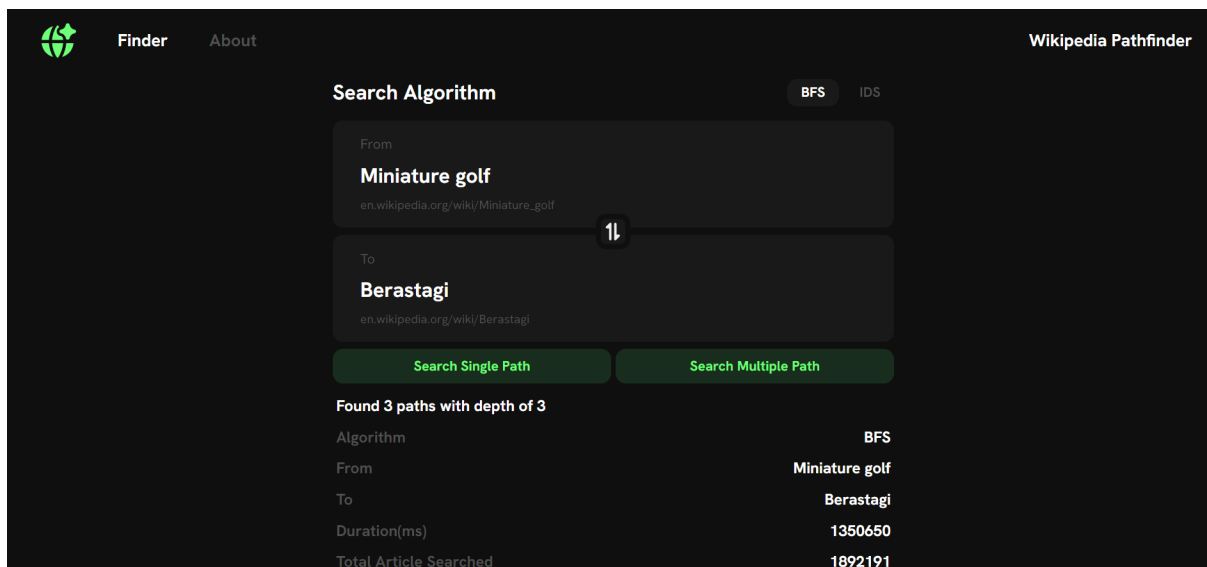 Finder About Wikipedia Pathfinder
Search Algorithm BFS IDS
From
Miniature golf
en.wikipedia.org/wiki/Miniature_golf
To
Berastagi
en.wikipedia.org/wiki/Berastagi
Search Single Path Search Multiple Path
Found 3 paths with depth of 3
Algorithm BFS
From Miniature golf
To Berastagi
Duration(ms) 1350650
Total Article Searched 1892191